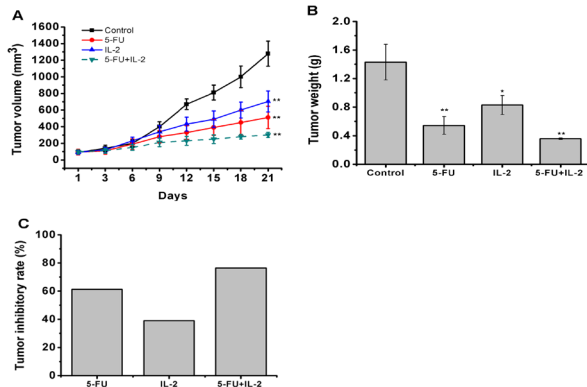 A
Control
5-FU
IL-2
5-FU+IL-2
Tumor volume (mm³)
1600
1400
1200
1000
800
600
400
200
0
**
**
**
1 3 6 9 12 15 18 21
Days
B
Tumor weight (g)
2.0
1.6
1.2
0.8
0.4
0.0
**
*
**
Control 5-FU IL-2 5-FU+IL-2
C
Tumor inhibitory rate (%)
100
80
60
40
20
0
5-FU IL-2 5-FU+IL-2